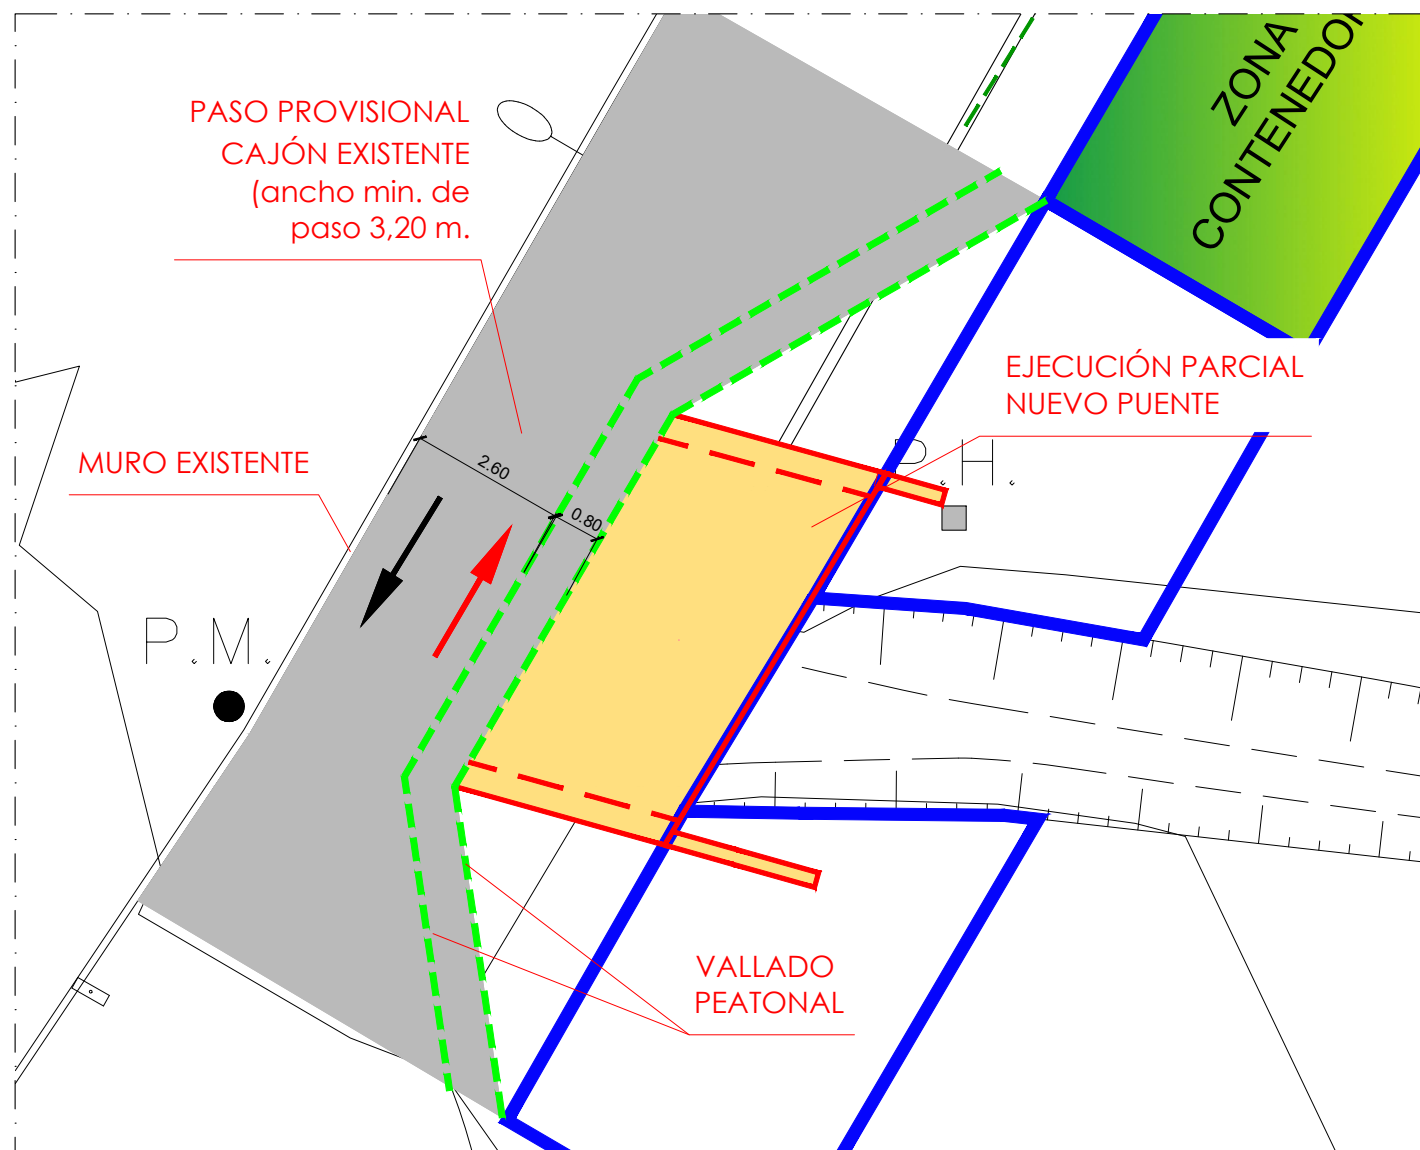 ZONA
CONTENEDOR
PASO PROVISIONAL
CAJÓN EXISTENTE
(ancho min. de
paso 3,20 m.
EJECUCIÓN PARCIAL
NUEVO PUENTE
MURO EXISTENTE
2.60
0.80
P.H.
P.M.
VALLADO
PEATONAL